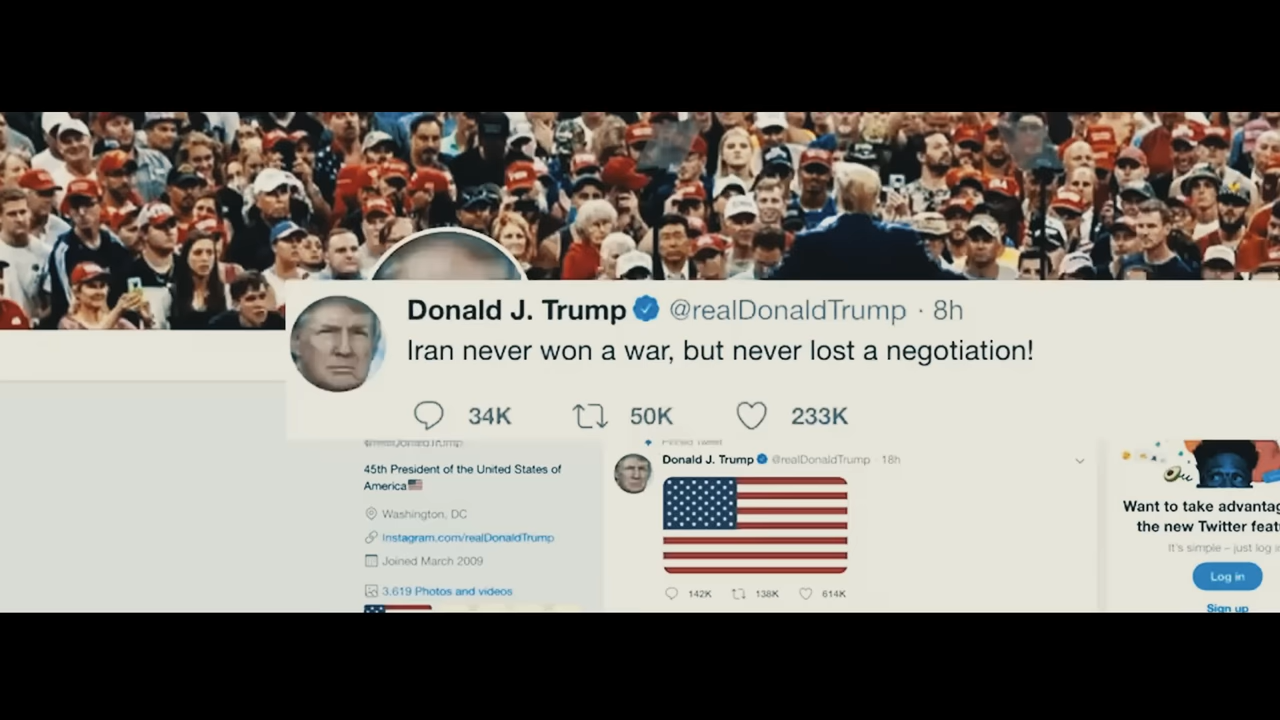 Donald J. Trump @realDonaldTrump · 8h
Iran never won a war, but never lost a negotiation!
34K 50K 233K
45th President of the United States of
America
Washington, DC
Instagram.com/realDonaldTrump
Joined March 2009
3.619 Photos and videos
Pinned Tweet
Donald J. Trump @realDonaldTrump · 18h
142K 138K 614K
Want to take advantag
the new Twitter feat
It's simple – just log i
Log in
Sign up